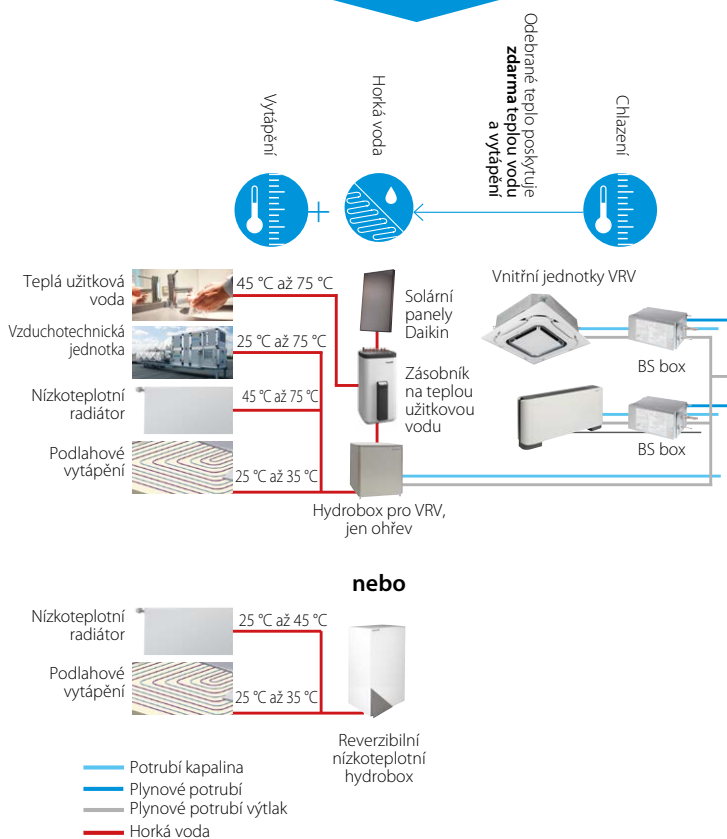 Vytápění
Horká voda
Odebrané teplo poskytuje
zdarma teplou vodu
a vytápění
Chlazení
Teplá užitková
voda
45 °C až 75 °C
Vzduchotechnická
jednotka
25 °C až 75 °C
Nízkoteplotní
radiátor
45 °C až 75 °C
Podlahové
vytápění
25 °C až 35 °C
Solární
panely
Daikin
Zásobník
na teplou
užitkovou
vodu
Hydrobox pro VRV,
jen ohřev
Vnitřní jednotky VRV
BS box
BS box
nebo
Nízkoteplotní
radiátor
25 °C až 45 °C
Podlahové
vytápění
25 °C až 35 °C
Reverzibilní
nízkoteplotní
hydrobox
Potrubí kapalina
Plynové potrubí
Plynové potrubí výtlak
Horká voda